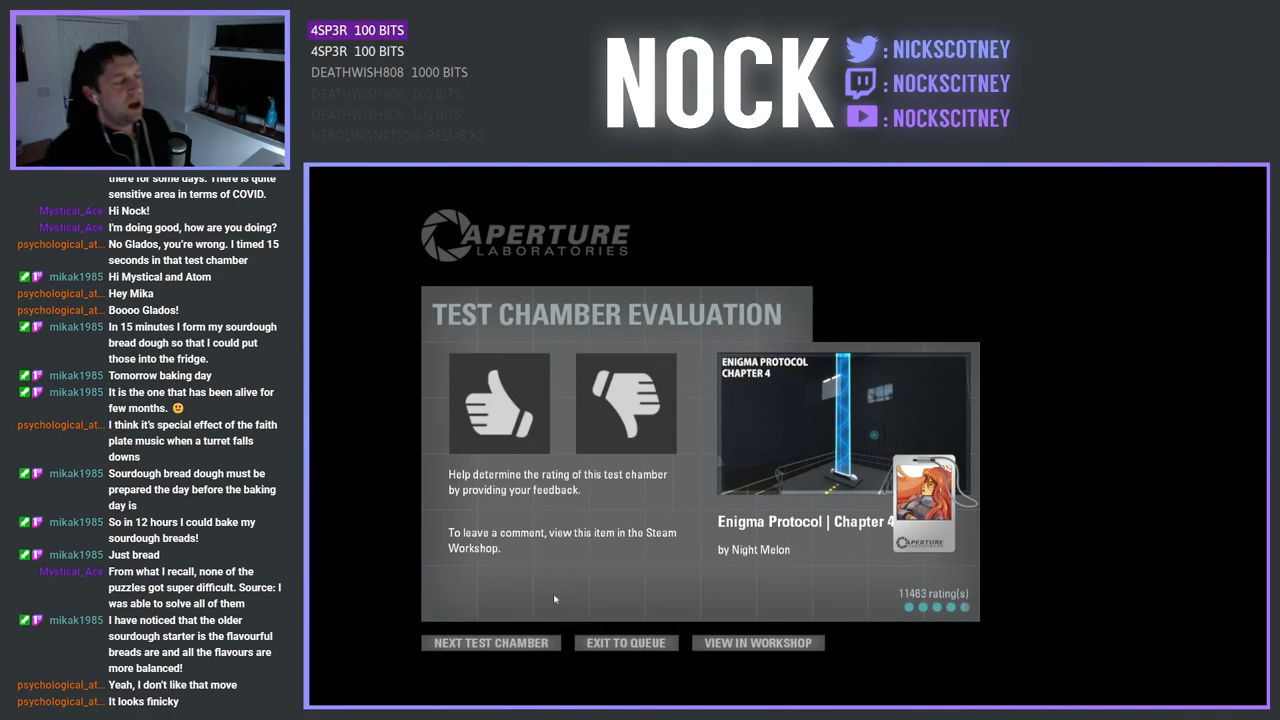 4SP3R 100 BITS
4SP3R 100 BITS
DEATHWISH808 1000 BITS
DEATHWISH808 100 BITS
DEATHWISH808 100 BITS
NERDLINGNATION: RESUB X3
NOCK
: NICKSCOTNEY
: NOCKSCITNEY
: NOCKSCITNEY
there for some days. There is quite
sensitive area in terms of COVID.
Mystical_Ace Hi Nock!
Mystical_Ace I'm doing good, how are you doing?
psychological_at... No Glados, you're wrong. I timed 15
seconds in that test chamber
mikak1985 Hi Mystical and Atom
psychological_at... Hey Mika
psychological_at... Boooo Glados!
mikak1985 In 15 minutes I form my sourdough
bread dough so that I could put
those into the fridge.
mikak1985 Tomorrow baking
day
mikak1985 It is the one that has been alive for
few months. 🙂
psychological_at... I think it's special effect of the faith
plate music when a turret falls
downs
mikak1985 Sourdough bread dough must be
prepared the day before the baking
day is
mikak1985 So in 12 hours I could bake my
sourdough breads!
mikak1985 Just bread
Mystical_Ace From what I recall, none of the
puzzles got super difficult. Source: I
was able to solve all of them
mikak1985 I have noticed that the older
sourdough starter is the flavourful
breads are and all the flavours are
more balanced!
psychological_at... Yeah, I don't like that move
psychological_at... It looks finicky
APERTURE
LABORATORIES
TEST CHAMBER EVALUATION
Help determine the rating of this test chamber
by providing your feedback.
To leave a comment, view this item in the Steam
Workshop.
ENIGMA PROTOCOL
CHAPTER 4
Enigma Protocol | Chapter 4
by Night Melon
APERTURE
11463 rating(s)
NEXT TEST CHAMBER
EXIT TO QUEUE
VIEW IN WORKSHOP